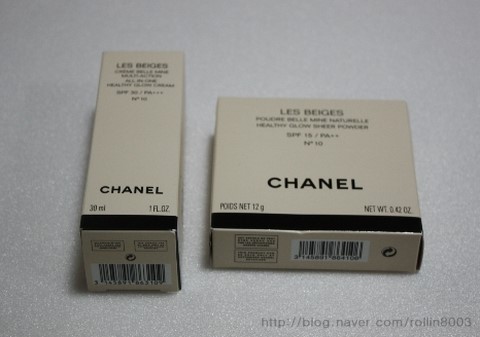 LES BEIGES
CRÈME BELLE MINE
MULTI-ACTION
ALL-IN-ONE
HEALTHY GLOW CREAM
SPF 30 / PA+++
N°10
CHANEL
30 ml 1 FL.OZ.
LES BEIGES
POUDRE BELLE MINE NATURELLE
HEALTHY GLOW SHEER POWDER
SPF 15 / PA++
N°10
CHANEL
POIDS NET 12 g NET WT. 0.42 OZ.
http://blog.naver.com/rollin8003